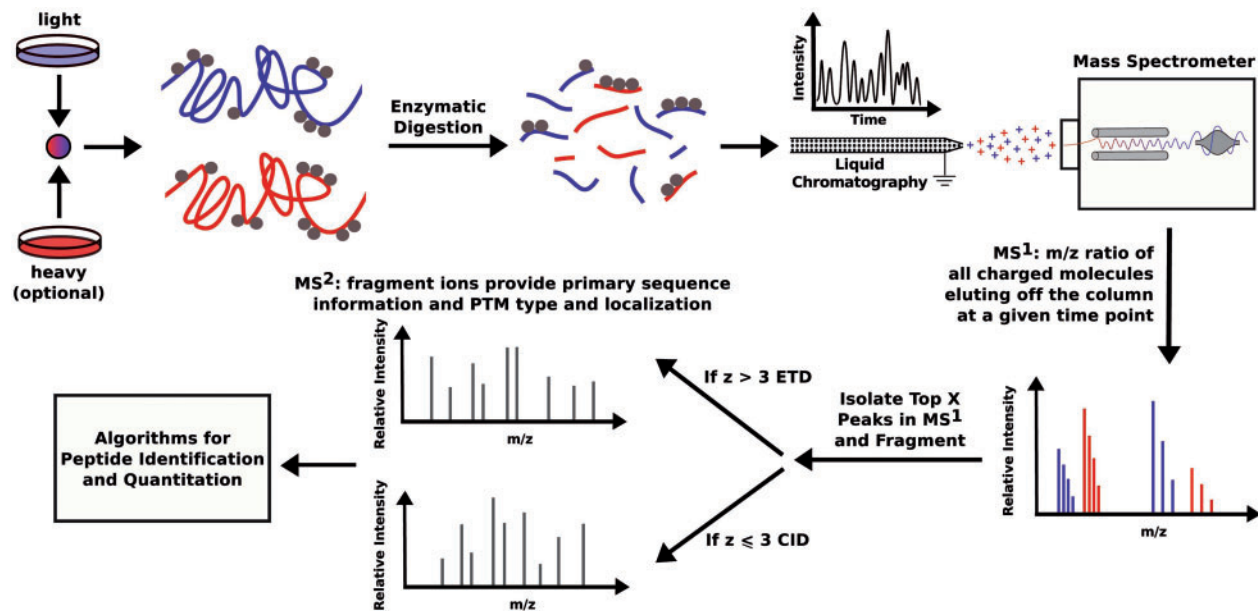 light
heavy
(optional)
Enzymatic
Digestion
Intensity
Time
Liquid
Chromatography
Mass Spectrometer
MS¹: m/z ratio of
all charged molecules
eluting off the column
at a given time point
Relative Intensity
m/z
Isolate Top X
Peaks in MS¹
and Fragment
If z > 3 ETD
If z ⩽ 3 CID
MS²: fragment ions provide primary sequence
information and PTM type and localization
Relative Intensity
m/z
Relative Intensity
m/z
Algorithms for
Peptide Identification
and Quantitation